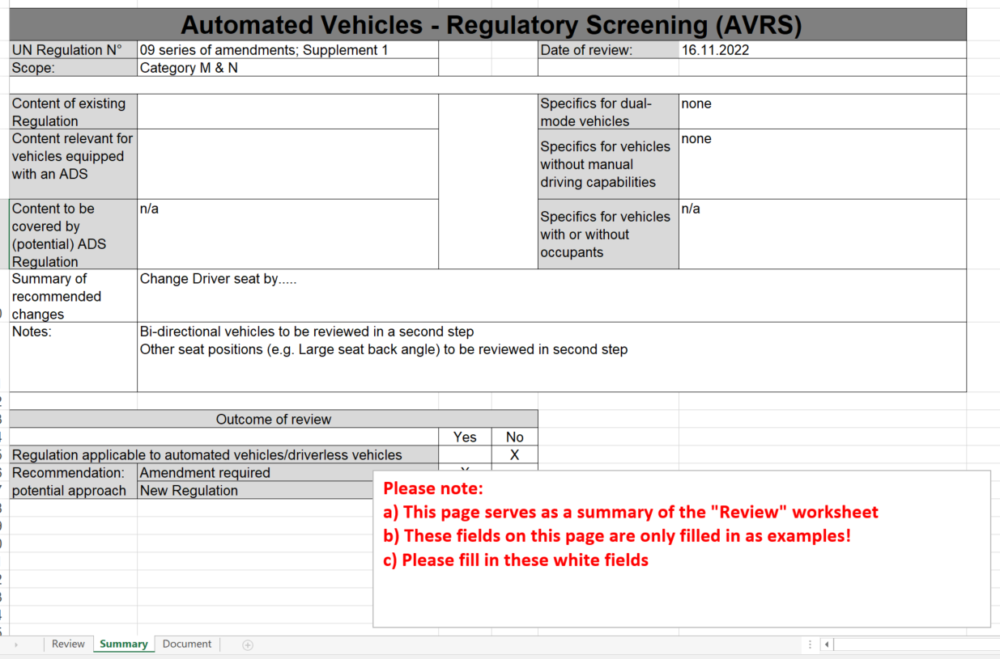 Automated Vehicles - Regulatory Screening (AVRS)
UN Regulation N° 09 series of amendments; Supplement 1 Date of review: 16.11.2022
Scope: Category M & N
Content of existing
Regulation
Specifics for dual-
mode vehicles
none
Content relevant for
vehicles equipped
with an ADS
Specifics for vehicles
without manual
driving capabilities
none
Content to be
covered by
(potential) ADS
Regulation
n/a
Specifics for vehicles
with or without
occupants
n/a
Summary of
recommended
changes
Change Driver seat by.....
Notes:
Bi-directional vehicles to be reviewed in a second step
Other seat positions (e.g. Large seat back angle) to be reviewed in second step
Outcome of review
Yes No
Regulation applicable to automated vehicles/driverless vehicles X
Recommendation: Amendment required
potential approach New Regulation
Please note:
a) This page serves as a summary of the "Review" worksheet
b) These fields on this page are only filled in as examples!
c) Please fill in these white fields
Review Summary Document